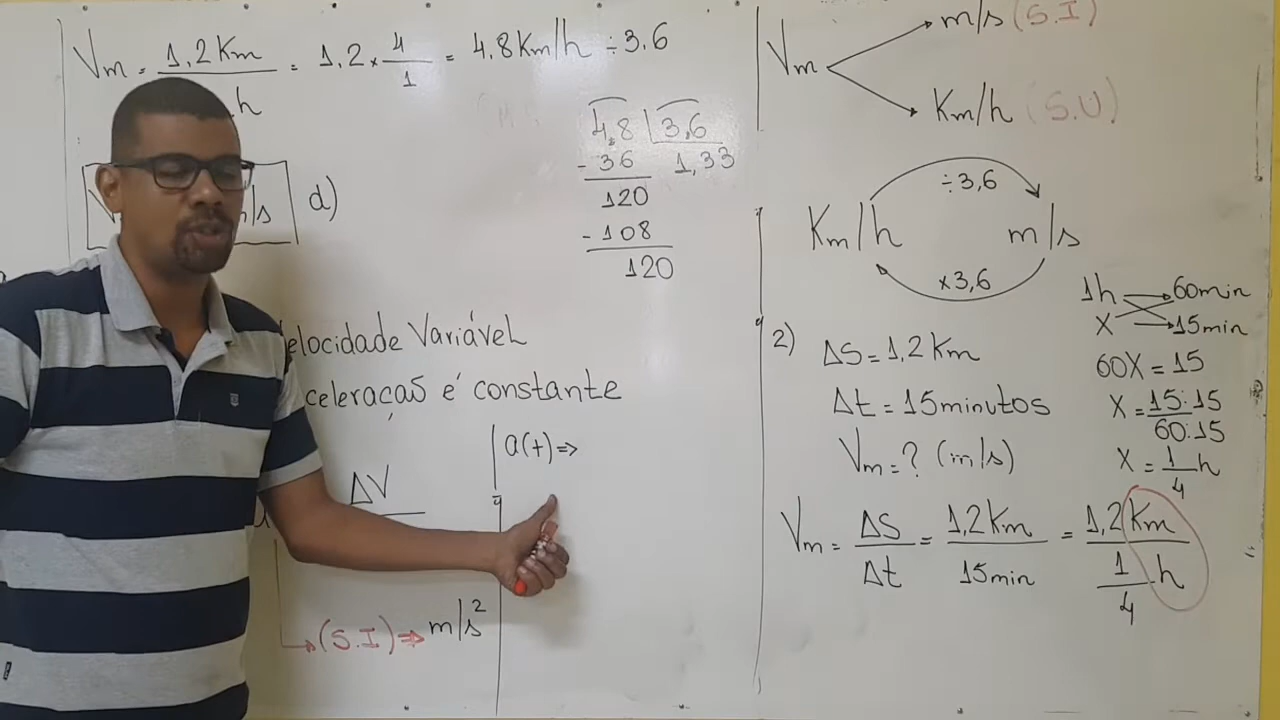 Vm = 1,2 Km = 1,2 × 4/1 = 4,8 Km/h ÷ 3,6
h
4,8 | 3,6
- 36 1,33
120
- 108
120
m/s d)
elocidade Variável
celeração é constante
a(t) =>
ΔV
(S.I) => m/s²
Vm
m/s (S.I)
Km/h (S.U)
÷3,6
Km/h m/s
×3,6
1h 60min
X 15min
60X = 15
X = 15:15
60:15
X = 1 h
4
2) ΔS = 1,2 Km
Δt = 15 minutos
Vm = ? (m/s)
Vm = ΔS = 1,2 Km = 1,2 Km =
Δt 15min 1/4 h